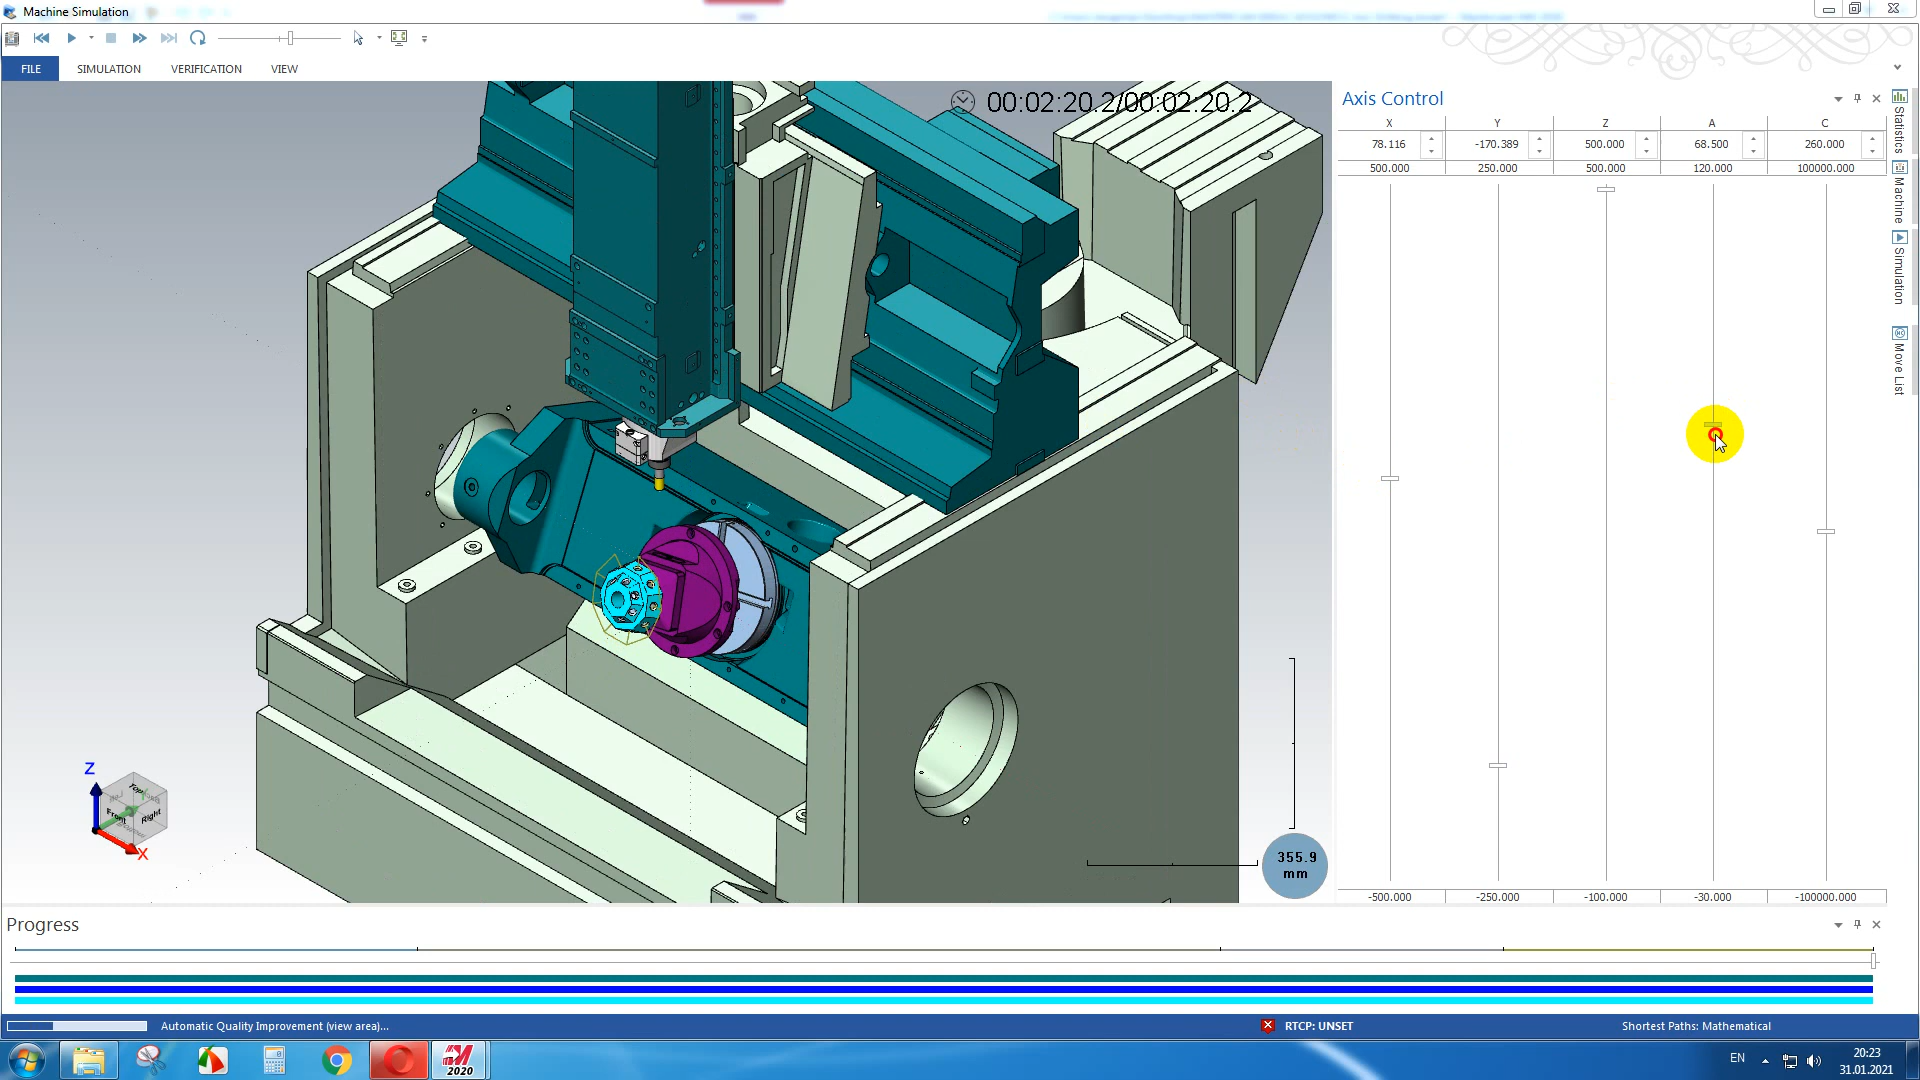 Machine Simulation
FILE
SIMULATION
VERIFICATION
VIEW
00:02:20.2/00:02:20.2
Axis Control
X
Y
Z
A
C
78.116
-170.389
500.000
68.500
260.000
500.000
250.000
500.000
120.000
100000.000
Statistics
Machine
Simulation
Move List
Z
Top
Front
Right
X
355.9
mm
-500.000
-250.000
-100.000
-30.000
-100000.000
Progress
Automatic Quality Improvement (view area)...
RTCP: UNSET
Shortest Paths: Mathematical
2020
EN
20:23
31.01.2021